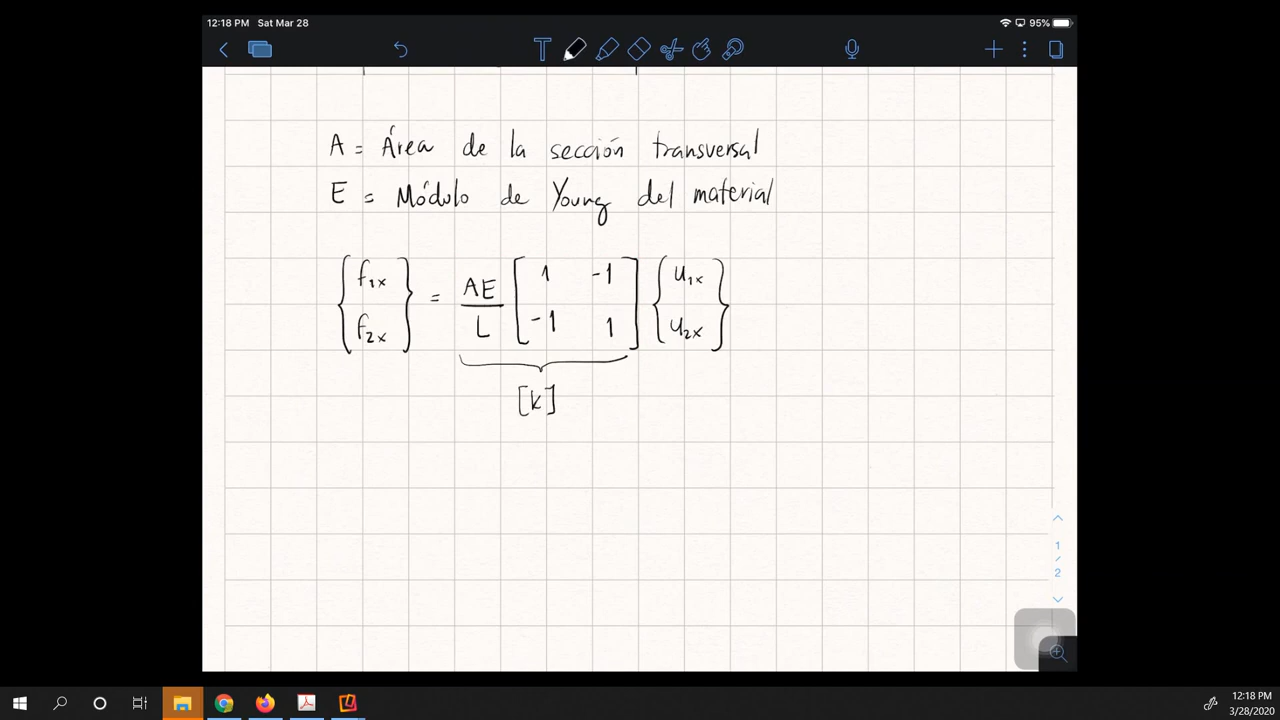 12:18 PM Sat Mar 28
95%
A = Área de la sección transversal
E = Módulo de Young del material
{f1x f2x} = AE/L [1 -1 -1 1] {u1x u2x}
[k]
1
/
2
12:18 PM
3/28/2020